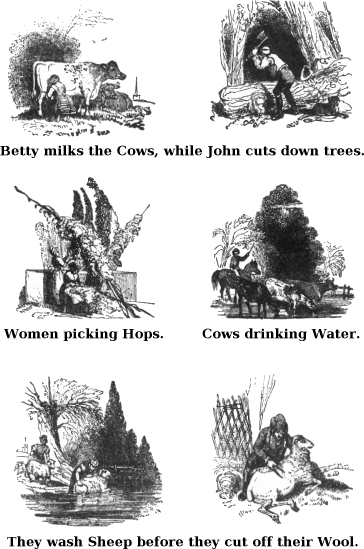 Betty milks the Cows, while John cuts down trees.
Women picking Hops.
Cows drinking Water.
They wash Sheep before they cut off their Wool.